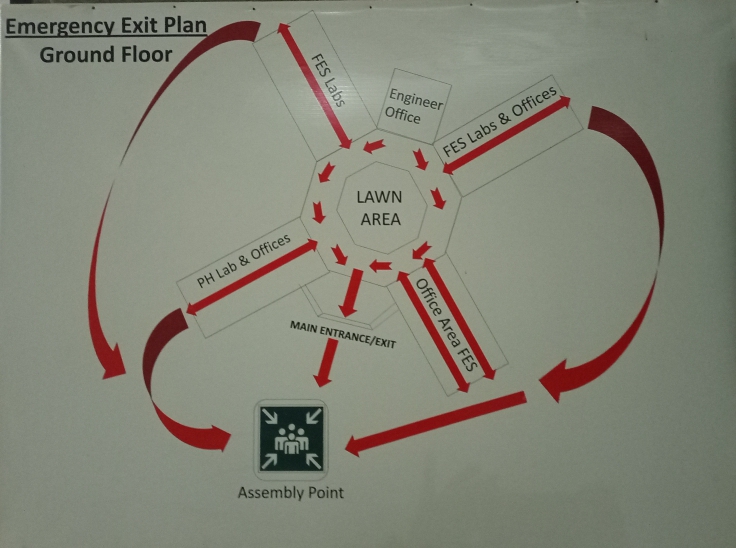 Emergency Exit Plan
Ground Floor
FES Labs
Engineer
Office
FES Labs & Offices
LAWN
AREA
PH Lab & Offices
Office Area FES
MAIN ENTRANCE/EXIT
Assembly Point